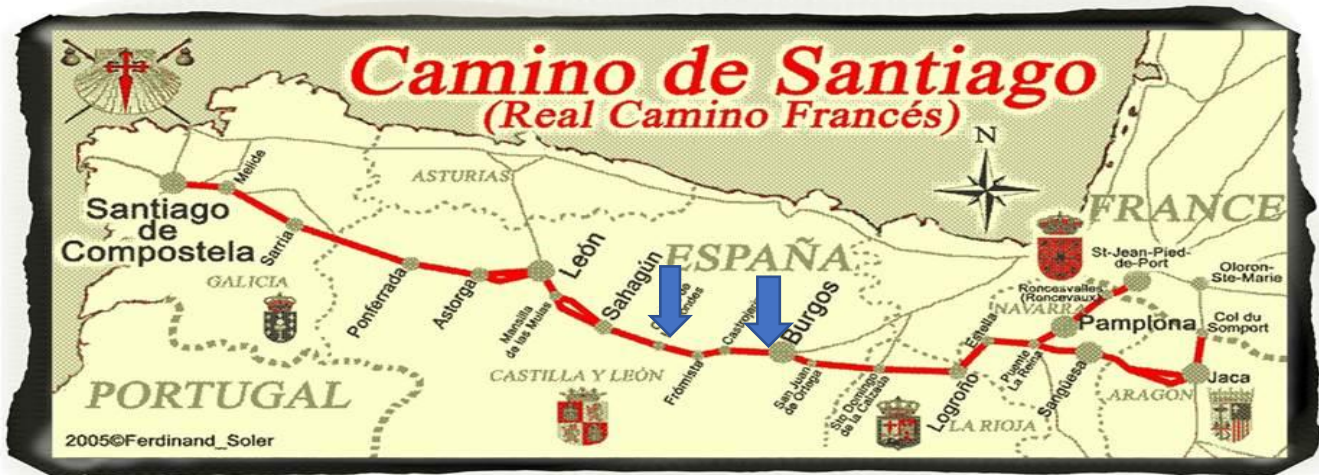 Camino de Santiago
(Real Camino Francés)
N
ASTURIAS
ESPAÑA
FRANCE
Santiago
de
Compostela
Melide
Sarria
GALICIA
Ponferrada
Astorga
León
Mansilla
de las Mulas
Sahagún
de
Frómista
Castrojeri
Burgos
San Juan
de Ortega
Sto Domingo
de la Calzada
Logroño
Estella
Puente
La Reina
Pamplona
NAVARRA
Roncesvalles
(Roncevaux)
St-Jean-Pied-
de-Port
Oloron-
Ste-Marie
Col du
Somport
Sangüesa
Jaca
ARAGON
LA RIOJA
CASTILLA Y LEÓN
PORTUGAL
2005©Ferdinand_Soler